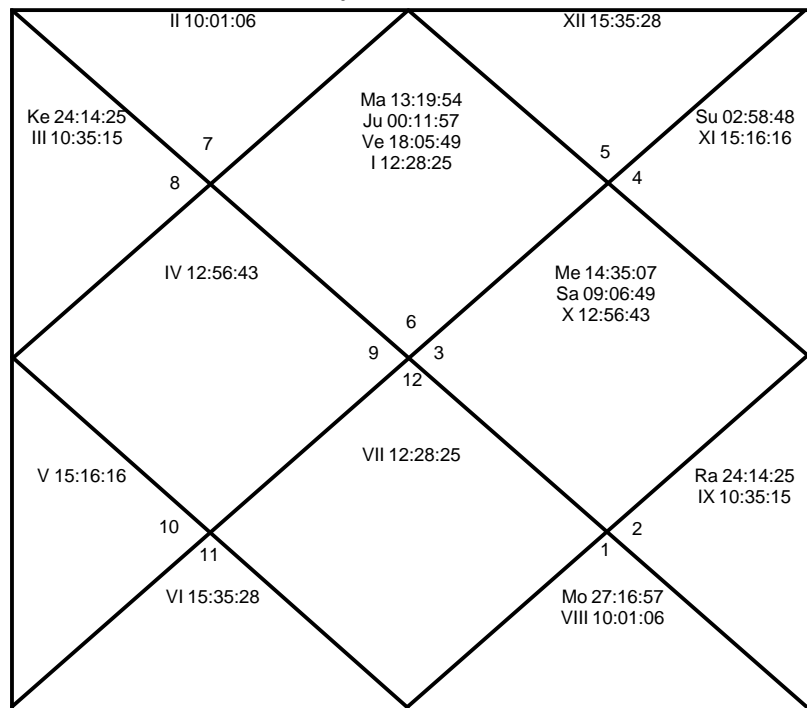 II 10:01:06
XII 15:35:28
Ma 13:19:54
Ju 00:11:57
Ve 18:05:49
I 12:28:25
Ke 24:14:25
III 10:35:15
Su 02:58:48
XI 15:16:16
7
5
8
4
IV 12:56:43
Me 14:35:07
Sa 09:06:49
X 12:56:43
6
9
3
12
VII 12:28:25
V 15:16:16
Ra 24:14:25
IX 10:35:15
10
2
11
1
VI 15:35:28
Mo 27:16:57
VIII 10:01:06